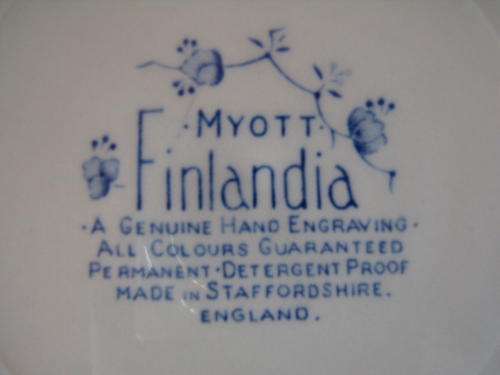 ·MYOTT·
Finlandia
·A GENUINE HAND ENGRAVING·
ALL COLOURS GUARANTEED
PERMANENT·DETERGENT PROOF
MADE IN STAFFORDSHIRE.
ENGLAND.